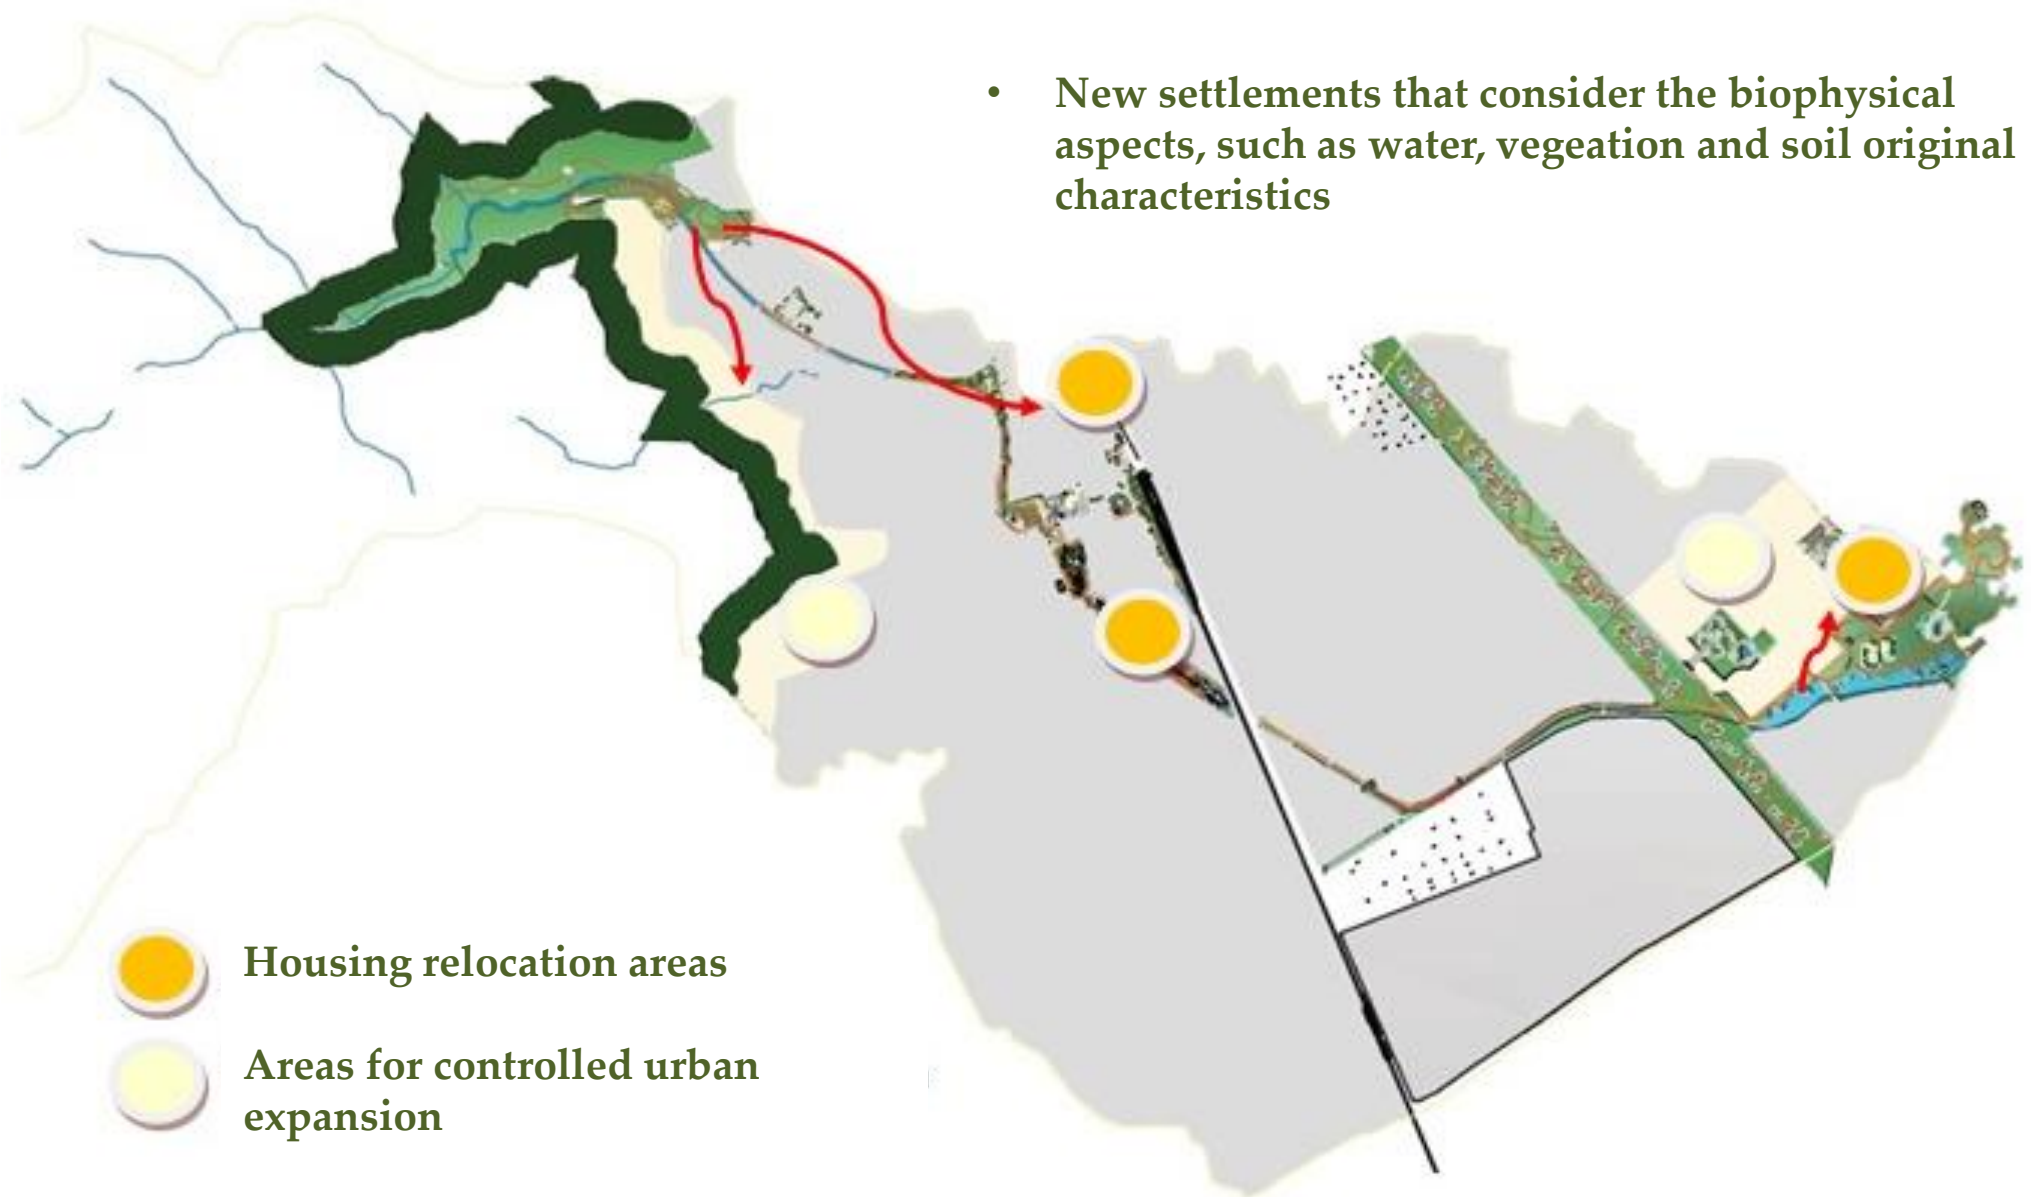 • New settlements that consider the biophysical
aspects, such as water, vegeation and soil original
characteristics
Housing relocation areas
Areas for controlled urban
expansion